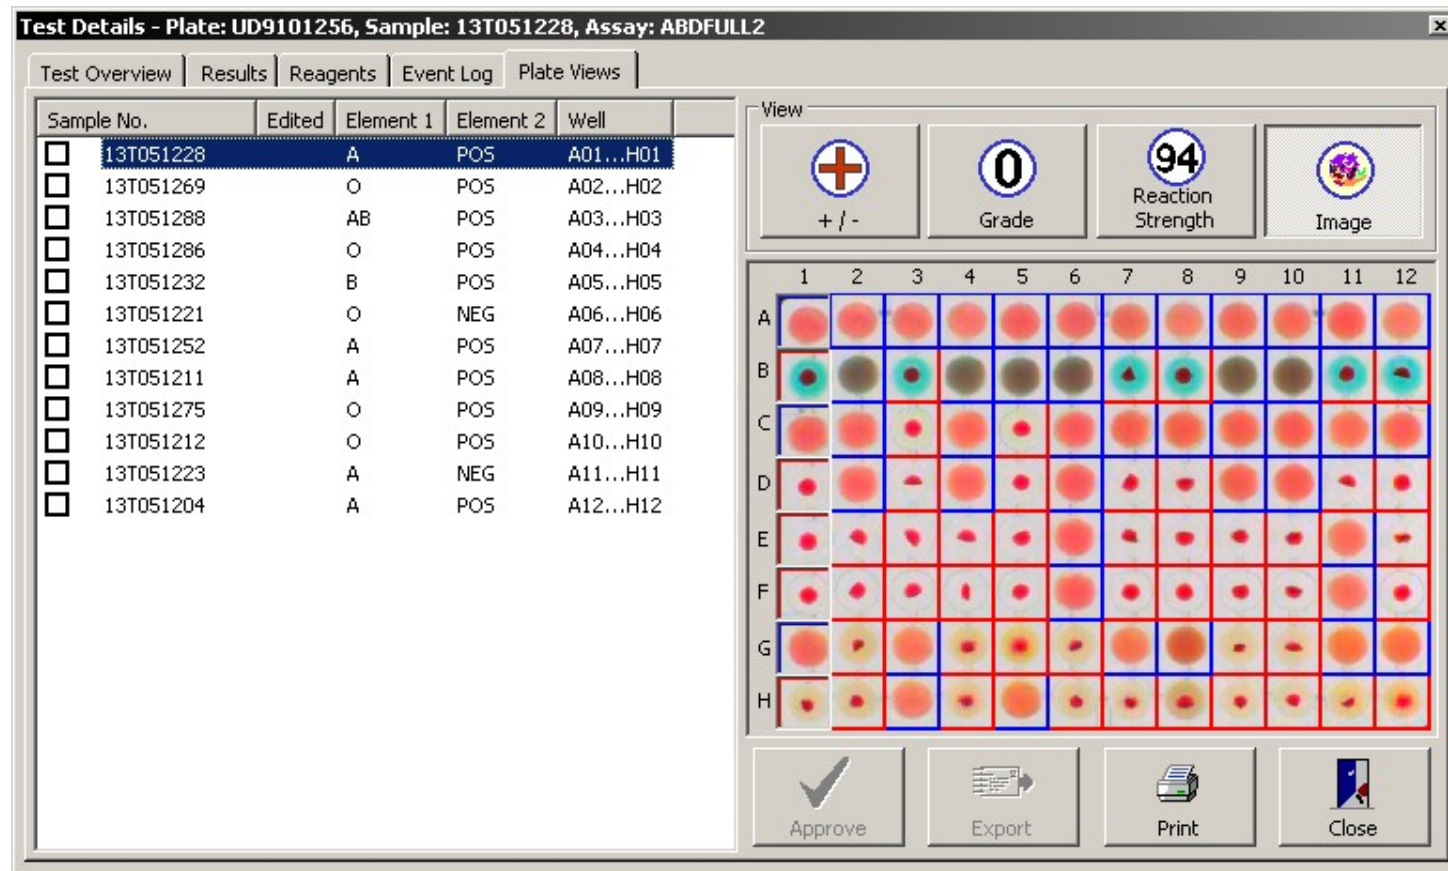 Test Details - Plate: UD9101256, Sample: 13T051228, Assay: ABDFULL2
Test Overview Results Reagents Event Log Plate Views
Sample No. Edited Element 1 Element 2 Well
13T051228 A POS A01...H01
13T051269 O POS A02...H02
13T051288 AB POS A03...H03
13T051286 O POS A04...H04
13T051232 B POS A05...H05
13T051221 O NEG A06...H06
13T051252 A POS A07...H07
13T051211 A POS A08...H08
13T051275 O POS A09...H09
13T051212 O POS A10...H10
13T051223 A NEG A11...H11
13T051204 A POS A12...H12
View
+ / -
0
Grade
94
Reaction
Strength
Image
1 2 3 4 5 6 7 8 9 10 11 12
A
B
C
D
E
F
G
H
Approve Export Print Close